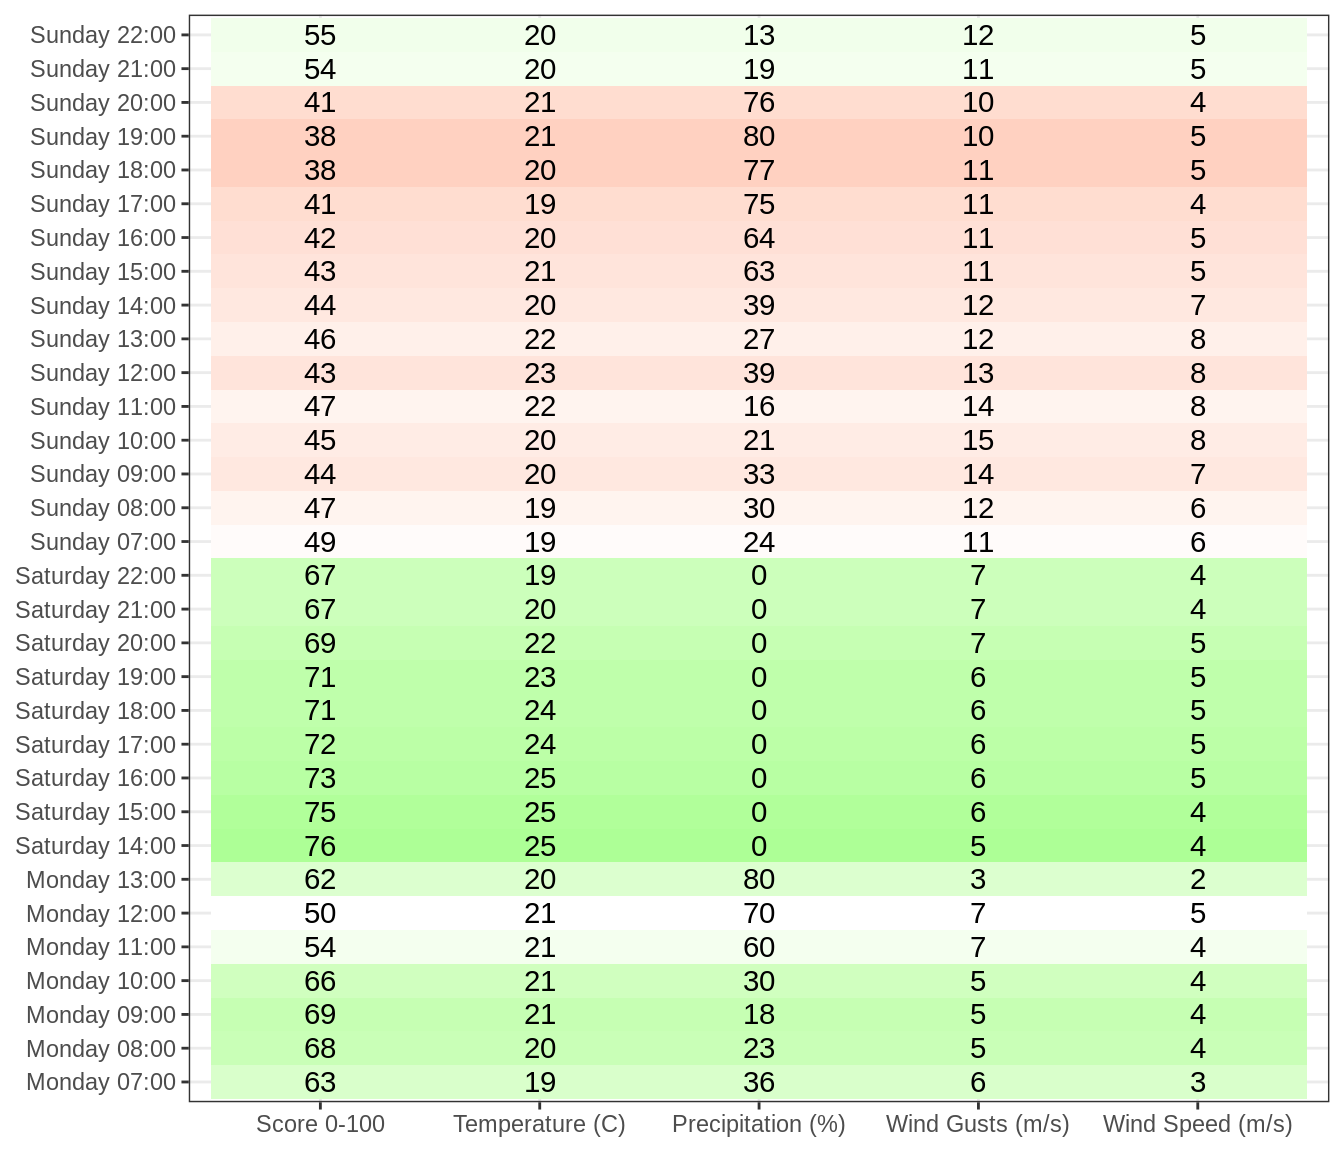 Sunday 22:00 55 20 13 12 5
Sunday 21:00 54 20 19 11 5
Sunday 20:00 41 21 76 10 4
Sunday 19:00 38 21 80 10 5
Sunday 18:00 38 20 77 11 5
Sunday 17:00 41 19 75 11 4
Sunday 16:00 42 20 64 11 5
Sunday 15:00 43 21 63 11 5
Sunday 14:00 44 20 39 12 7
Sunday 13:00 46 22 27 12 8
Sunday 12:00 43 23 39 13 8
Sunday 11:00 47 22 16 14 8
Sunday 10:00 45 20 21 15 8
Sunday 09:00 44 20 33 14 7
Sunday 08:00 47 19 30 12 6
Sunday 07:00 49 19 24 11 6
Saturday 22:00 67 19 0 7 4
Saturday 21:00 67 20 0 7 4
Saturday 20:00 69 22 0 7 5
Saturday 19:00 71 23 0 6 5
Saturday 18:00 71 24 0 6 5
Saturday 17:00 72 24 0 6 5
Saturday 16:00 73 25 0 6 5
Saturday 15:00 75 25 0 6 4
Saturday 14:00 76 25 0 5 4
Monday 13:00 62 20 80 3 2
Monday 12:00 50 21 70 7 5
Monday 11:00 54 21 60 7 4
Monday 10:00 66 21 30 5 4
Monday 09:00 69 21 18 5 4
Monday 08:00 68 20 23 5 4
Monday 07:00 63 19 36 6 3
Score 0-100 Temperature (C) Precipitation (%) Wind Gusts (m/s) Wind Speed (m/s)